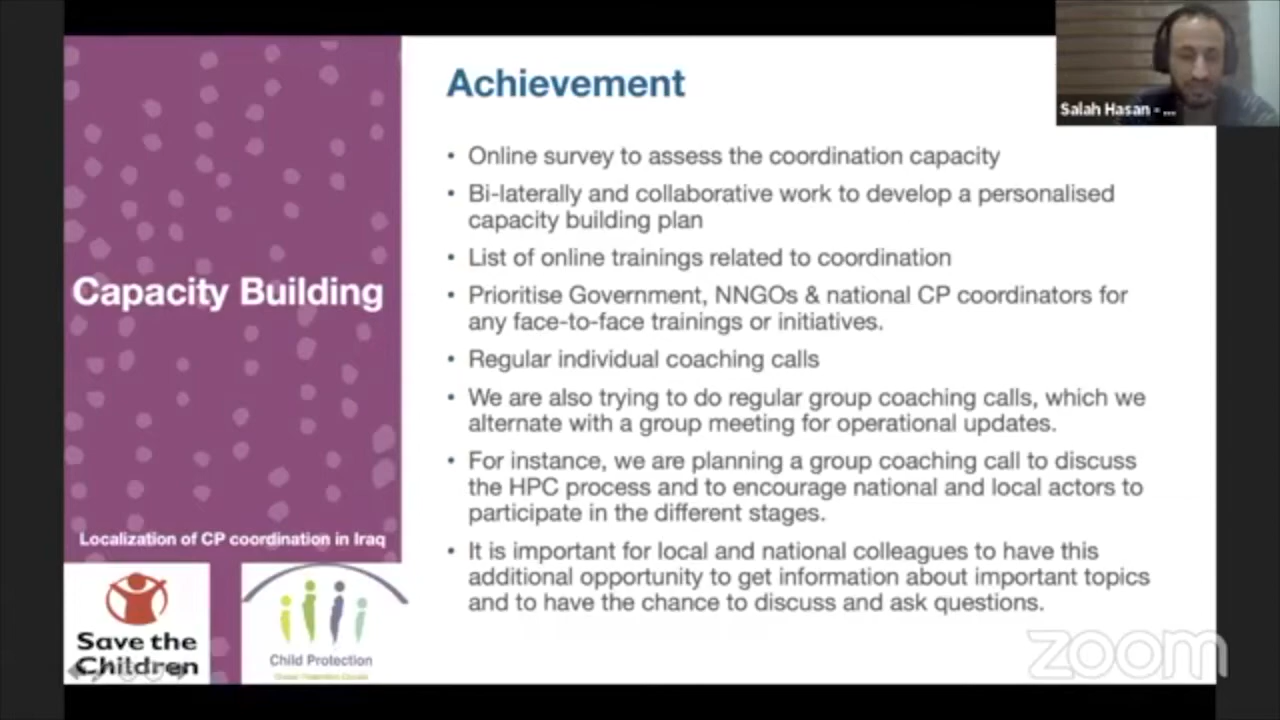 Salah Hasan - ...
Achievement
• Online survey to assess the coordination capacity
• Bi-laterally and collaborative work to develop a personalised
capacity building plan
• List of online trainings related to coordination
• Prioritise Government, NNGOs & national CP coordinators for
any face-to-face trainings or initiatives.
• Regular individual coaching calls
• We are also trying to do regular group coaching calls, which we
alternate with a group meeting for operational updates.
• For instance, we are planning a group coaching call to discuss
the HPC process and to encourage national and local actors to
participate in the different stages.
• It is important for local and national colleagues to have this
additional opportunity to get information about important topics
and to have the chance to discuss and ask questions.
Capacity Building
Localization of CP coordination in Iraq
Save the
Children
Child Protection
zoom